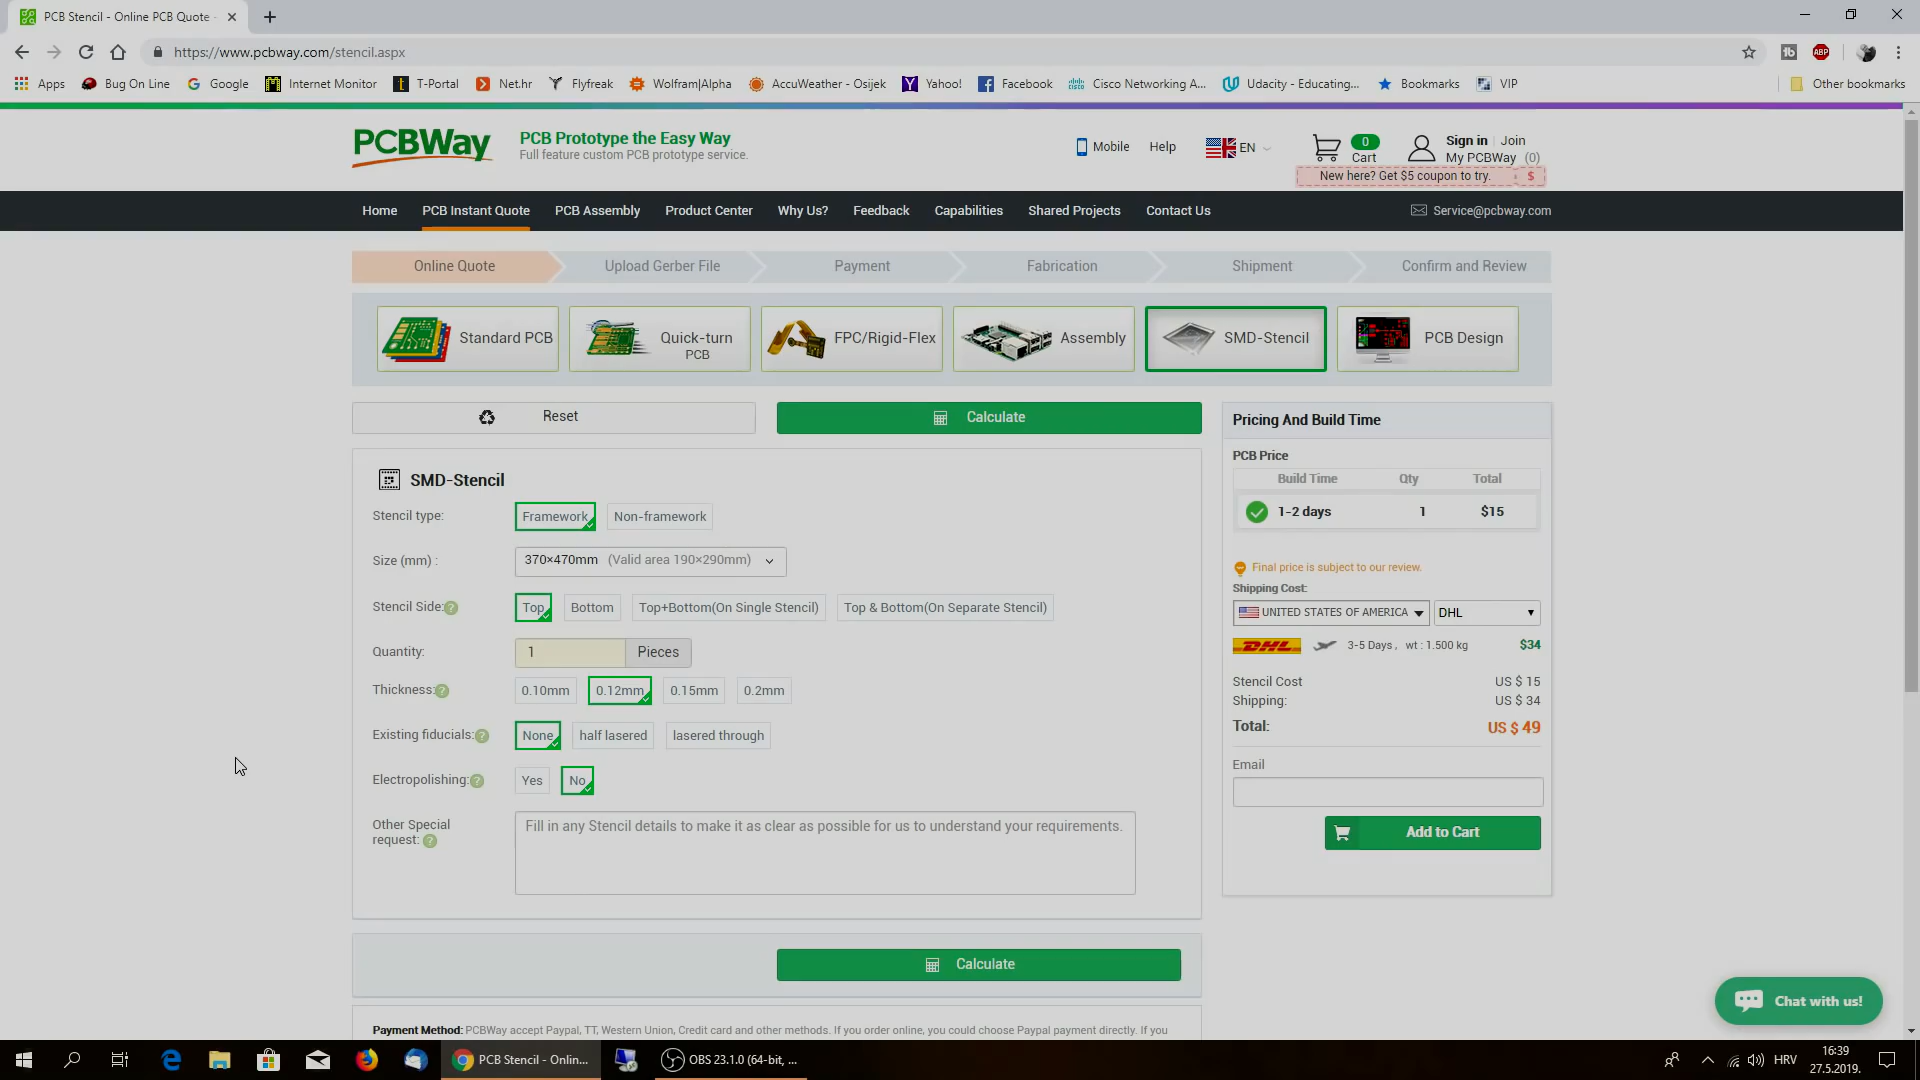 PCB Stencil - Online PCB Quote -
https://www.pcbway.com/stencil.aspx
ABP
Apps Bug On Line Google Internet Monitor T-Portal Net.hr Flyfreak Wolfram|Alpha AccuWeather - Osijek Yahoo! Facebook Cisco Networking A... Udacity - Educating... Bookmarks VIP Other bookmarks
PCBWay PCB Prototype the Easy Way
Full feature custom PCB prototype service.
Mobile Help EN 0 Cart Sign in Join
My PCBWay (0)
New here? Get $5 coupon to try. $
Home PCB Instant Quote PCB Assembly Product Center Why Us? Feedback Capabilities Shared Projects Contact Us Service@pcbway.com
Online Quote Upload Gerber File Payment Fabrication Shipment Confirm and Review
Standard PCB Quick-turn PCB FPC/Rigid-Flex Assembly SMD-Stencil PCB Design
Reset Calculate
SMD-Stencil
Stencil type: Framework Non-framework
Size (mm) : 370×470mm (Valid area 190×290mm)
Stencil Side: ? Top Bottom Top+Bottom(On Single Stencil) Top & Bottom(On Separate Stencil)
Quantity: 1 Pieces
Thickness: ? 0.10mm 0.12mm 0.15mm 0.2mm
Existing fiducials: ? None half lasered lasered through
Electropolishing: ? Yes No
Other Special
request: ?
Fill in any Stencil details to make it as clear as possible for us to understand your requirements.
Calculate
Payment Method: PCBWay accept Paypal, TT, Western Union, Credit card and other methods. If you order online, you could choose Paypal payment directly. If you
Pricing And Build Time
PCB Price
Build Time Qty Total
1-2 days 1 $15
Final price is subject to our review.
Shipping Cost:
UNITED STATES OF AMERICA DHL
DHL 3-5 Days , wt : 1.500 kg $34
Stencil Cost US $ 15
Shipping: US $ 34
Total: US $ 49
Email
Add to Cart
Chat with us!
PCB Stencil - Onlin... OBS 23.1.0 (64-bit, ... HRV 16:39
27.5.2019.